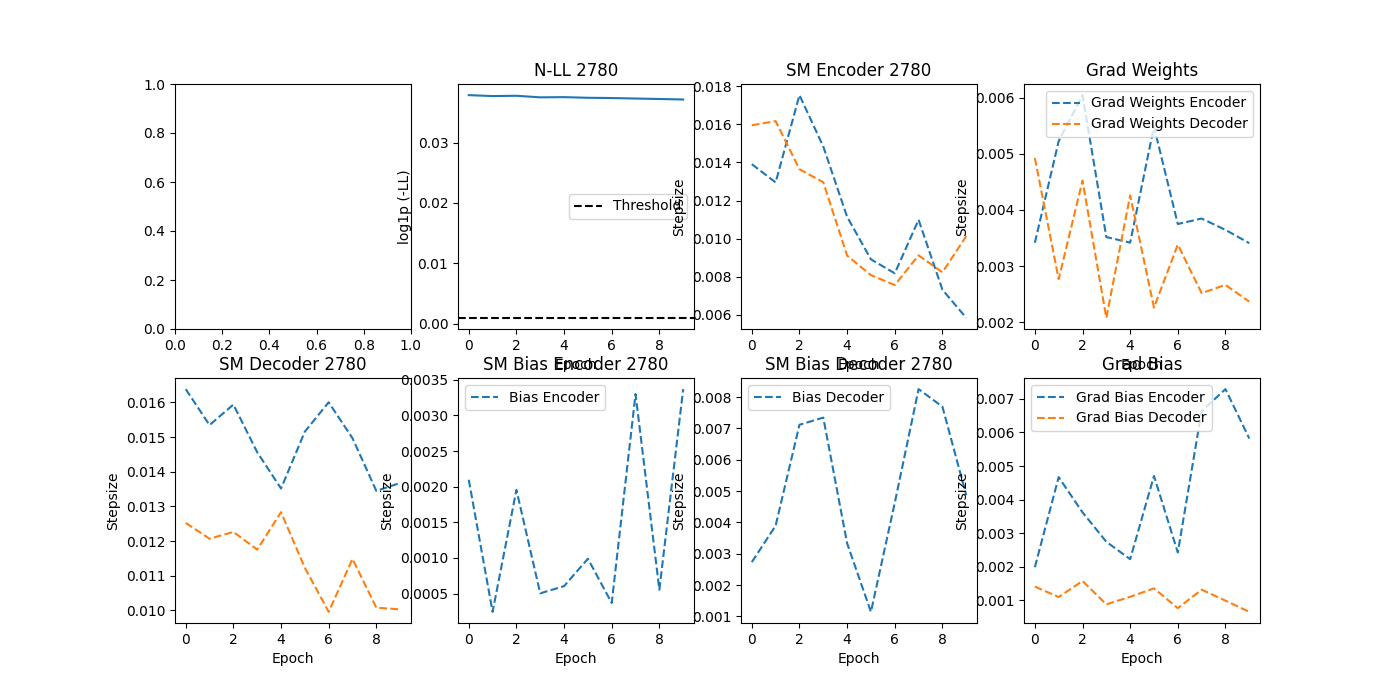 N-LL 2780
SM Encoder 2780
Grad Weights
1.0
0.8
0.6
0.4
0.2
0.0
0.0 0.2 0.4 0.6 0.8 1.0
log1p (-LL)
0.03
0.02
0.01
0.00
Threshold
0 2 4 6 8
Epoch
Stepsize
0.018
0.016
0.014
0.012
0.010
0.008
0.006
0 2 4 6 8
Epoch
Stepsize
0.006
0.005
0.004
0.003
0.002
Grad Weights Encoder
Grad Weights Decoder
0 2 4 6 8
Epoch
SM Decoder 2780
Stepsize
0.016
0.015
0.014
0.013
0.012
0.011
0.010
0 2 4 6 8
Epoch
SM Bias Encoder 2780
Stepsize
0.0035
0.0030
0.0025
0.0020
0.0015
0.0010
0.0005
Bias Encoder
0 2 4 6 8
Epoch
SM Bias Decoder 2780
Stepsize
0.008
0.007
0.006
0.005
0.004
0.003
0.002
0.001
Bias Decoder
0 2 4 6 8
Epoch
Grad Bias
Stepsize
0.007
0.006
0.005
0.004
0.003
0.002
0.001
Grad Bias Encoder
Grad Bias Decoder
0 2 4 6 8
Epoch